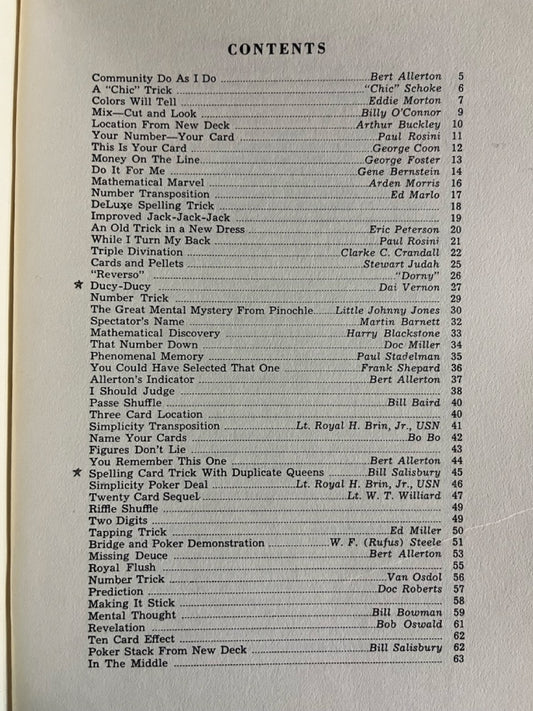 CONTENTS
Community Do As I Do Bert Allerton 5
A "Chic" Trick "Chic" Schoke 6
Colors Will Tell Eddie Morton 7
Mix—Cut and Look Billy O'Connor 9
Location From New Deck Arthur Buckley 10
Your Number—Your Card Paul Rosini 11
This Is Your Card George Coon 12
Money On The Line George Foster 13
Do It For Me Gene Bernstein 14
Mathematical Marvel Arden Morris 16
Number Transposition Ed Marlo 17
DeLuxe Spelling Trick 18
Improved Jack-Jack-Jack 19
An Old Trick in a New Dress Eric Peterson 20
While I Turn My Back Paul Rosini 21
Triple Divination Clarke C. Crandall 22
Cards and Pellets Stewart Judah 25
"Reverso" "Dorny" 26
★ Ducy-Ducy Dai Vernon 27
Number Trick 29
The Great Mental Mystery From Pinochle Little Johnny Jones 30
Spectator's Name Martin Barnett 32
Mathematical Discovery Harry Blackstone 33
That Number Down Doc Miller 34
Phenomenal Memory Paul Stadelman 35
You Could Have Selected That One Frank Shepard 36
Allerton's Indicator Bert Allerton 37
I Should Judge 38
Passe Shuffle Bill Baird 40
Three Card Location 40
Simplicity Transposition Lt. Royal H. Brin, Jr., USN 41
Name Your Cards Bo Bo 42
Figures Don't Lie 43
You Remember This One Bert Allerton 44
★ Spelling Card Trick With Duplicate Queens Bill Salisbury 45
Simplicity Poker Deal Lt. Royal H. Brin, Jr., USN 46
Twenty Card Sequel Lt. W. T. Williard 47
Riffle Shuffle 49
Two Digits 49
Tapping Trick Ed Miller 50
Bridge and Poker Demonstration W. F. (Rufus) Steele 51
Missing Deuce Bert Allerton 53
Royal Flush 55
Number Trick Van Osdol 56
Prediction Doc Roberts 57
Making It Stick 58
Mental Thought Bill Bowman 59
Revelation Bob Oswald 61
Ten Card Effect 62
Poker Stack From New Deck Bill Salisbury 62
In The Middle 63